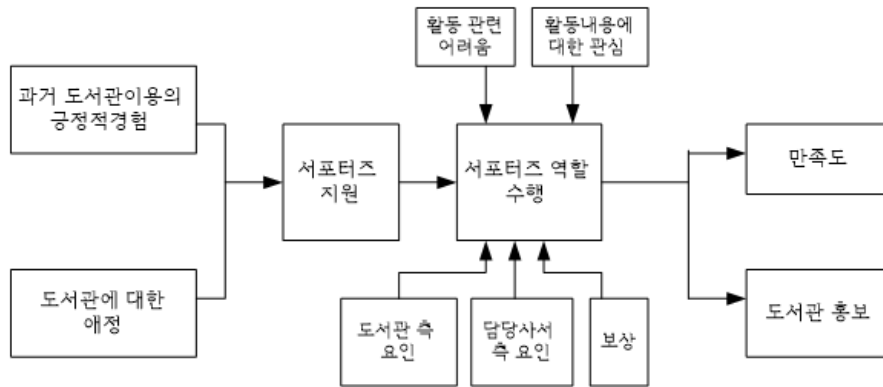 활동 관련
어려움
활동내용에
대한 관심
과거 도서관이용의
긍정적경험
서포터즈
지원
서포터즈 역할
수행
만족도
도서관에 대한
애정
도서관 측
요인
담당사서
측 요인
보상
도서관 홍보